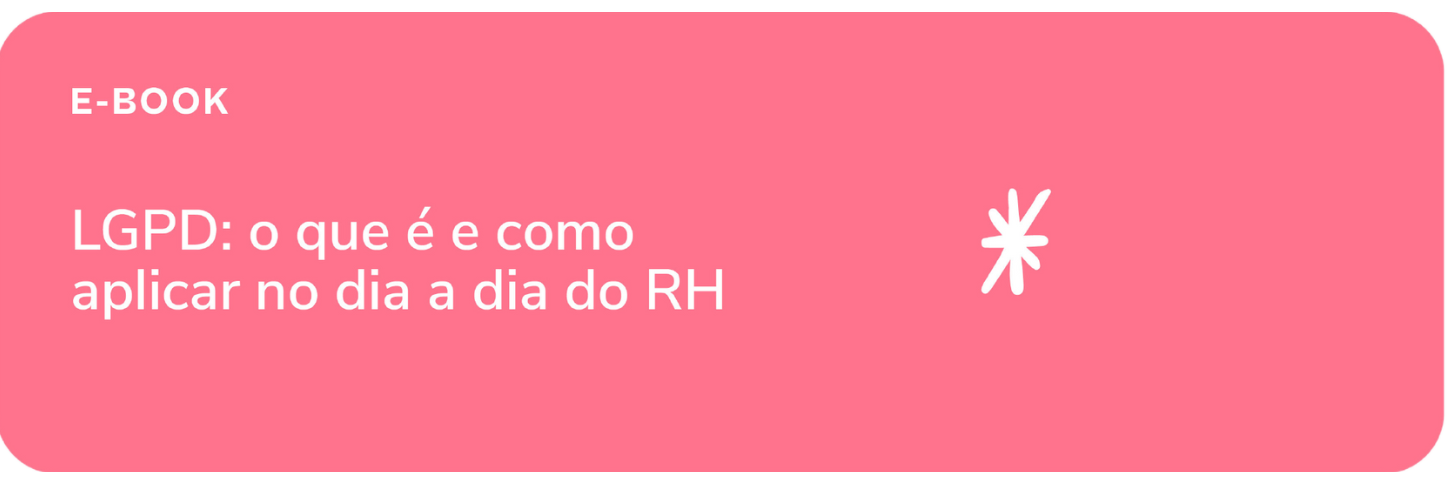 E-BOOK
LGPD: o que é e como
aplicar no dia a dia do RH